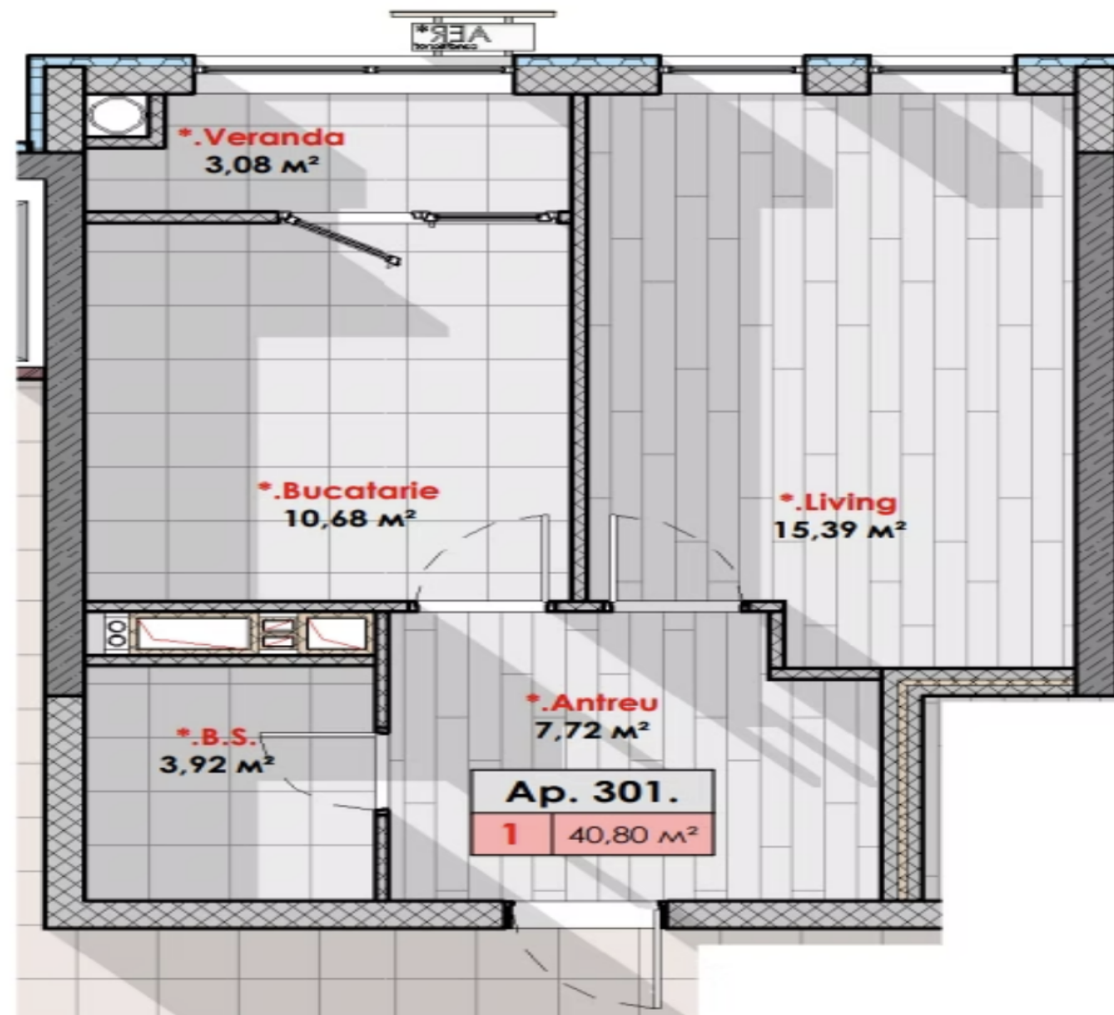 AER*
*.Veranda
3,08 м²
*.Bucatarie
10,68 м²
*.Living
15,39 м²
*.Antreu
7,72 м²
*.B.S.
3,92 м²
Ap. 301.
1 40,80 м²